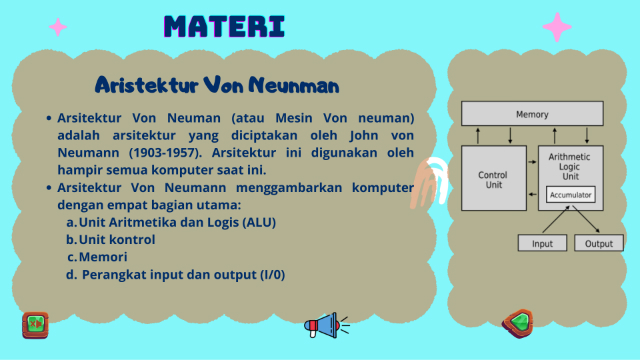 MATERI
Aristektur Von Neunman
• Arsitektur Von Neuman (atau Mesin Von neuman)
adalah arsitektur yang diciptakan oleh John von
Neumann (1903-1957). Arsitektur ini digunakan oleh
hampir semua komputer saat ini.
• Arsitektur Von Neumann menggambarkan komputer
dengan empat bagian utama:
a. Unit Aritmetika dan Logis (ALU)
b. Unit kontrol
c. Memori
d. Perangkat input dan output (I/0)
Memory
Control
Unit
Arithmetic
Logic
Unit
Accumulator
Input
Output